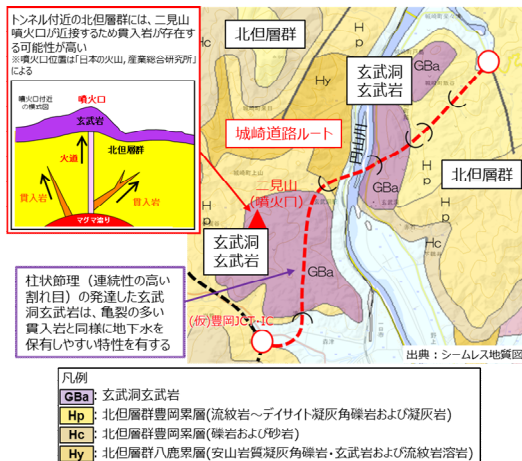 トンネル付近の北但層群には、二見山
噴火口が近接するため貫入岩が存在す
る可能性が高い
※噴火口位置は「日本の火山,産業総合研究所」
による
噴火口付近
の模式図
噴火口
玄武岩
北但層群
火道
貫入岩
貫入岩
マグマ溜り
北但層群
玄武洞
玄武岩
城崎道路ルート
北但層群
円山川
二見山
(噴火口)
玄武洞
玄武岩
Hc
Hp
Hy
GBa
Hp
Hp
GBa
Hp
Hc
GBa
柱状節理(連続性の高い
割れ目)の発達した玄武
洞玄武岩は、亀裂の多い
貫入岩と同様に地下水を
保有しやすい特性を有する
(仮)豊岡JCT・IC
出典:シームレス地質図
凡例
GBa:玄武洞玄武岩
Hp:北但層群豊岡累層(流紋岩~デイサイト凝灰角礫岩および凝灰岩)
Hc:北但層群豊岡累層(礫岩および砂岩)
Hy:北但層群八鹿累層(安山岩質凝灰角礫岩・玄武岩および流紋岩溶岩)